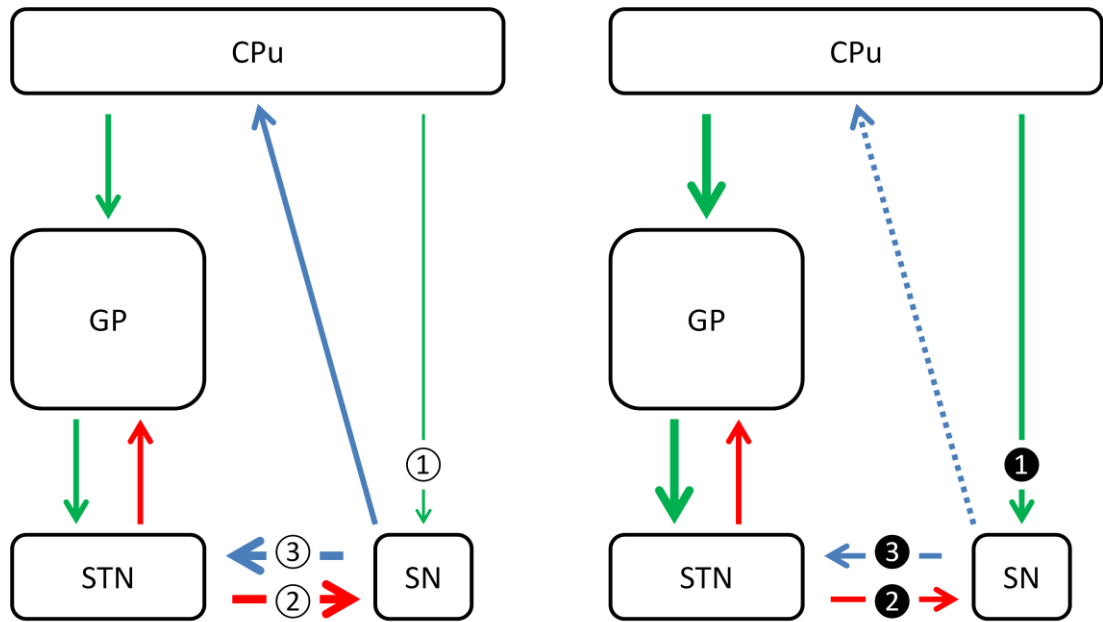 CPu CPu
GP GP
① ❶
③ ❸
STN SN STN SN
② ❷